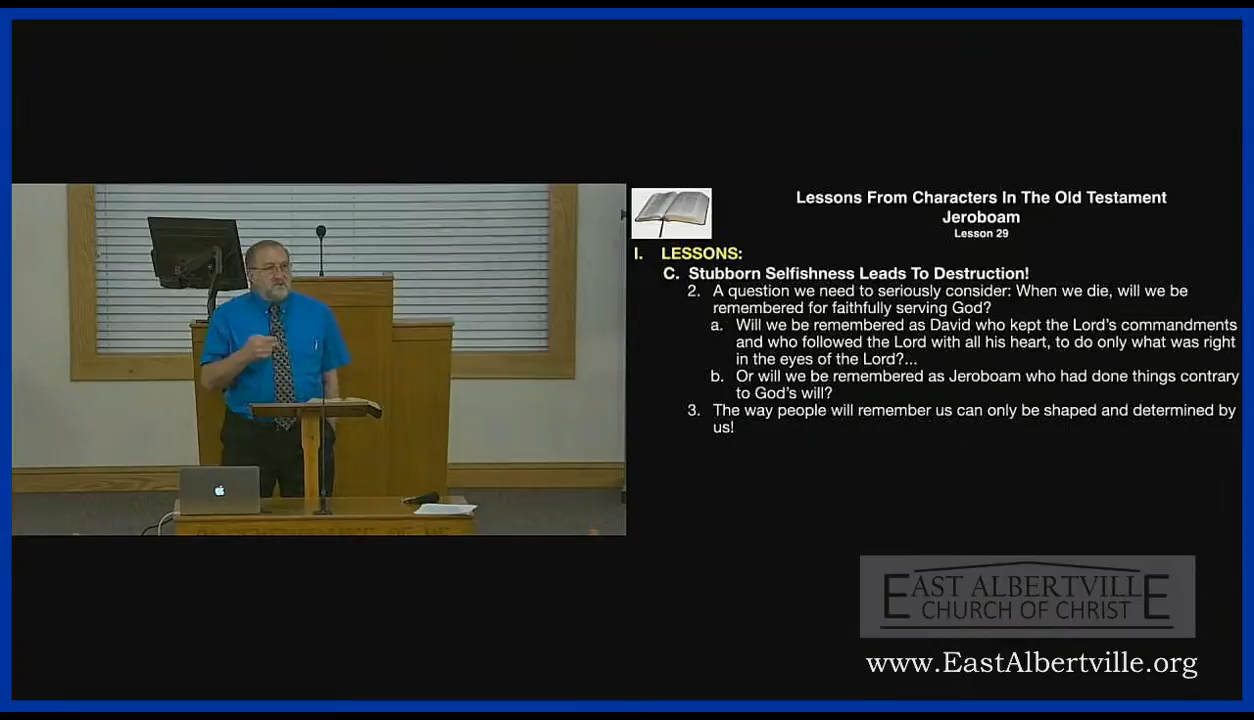 Lessons From Characters In The Old Testament
Jeroboam
Lesson 29
I. LESSONS:
C. Stubborn Selfishness Leads To Destruction!
2. A question we need to seriously consider: When we die, will we be
remembered for faithfully serving God?
a. Will we be remembered as David who kept the Lord's commandments
and who followed the Lord with all his heart, to do only what was right
in the eyes of the Lord?...
b. Or will we be remembered as Jeroboam who had done things contrary
to God's will?
3. The way people will remember us can only be shaped and determined by
us!
IN REMEMBRANCE OF ME
EAST ALBERTVILLE
CHURCH OF CHRIST
www.EastAlbertville.org